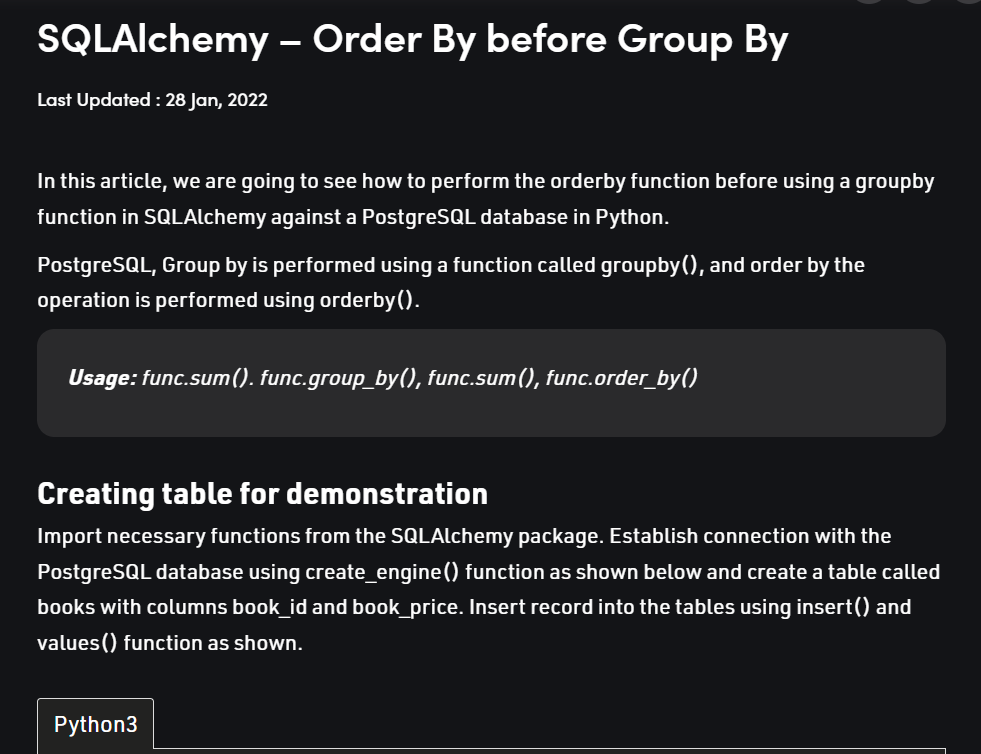 SQLAlchemy – Order By before Group By
Last Updated : 28 Jan, 2022
In this article, we are going to see how to perform the orderby function before using a groupby
function in SQLAlchemy against a PostgreSQL database in Python.
PostgreSQL, Group by is performed using a function called groupby(), and order by the
operation is performed using orderby().
Usage: func.sum(). func.group_by(), func.sum(), func.order_by()
Creating table for demonstration
Import necessary functions from the SQLAlchemy package. Establish connection with the
PostgreSQL database using create_engine() function as shown below and create a table called
books with columns book_id and book_price. Insert record into the tables using insert() and
values() function as shown.
Python3